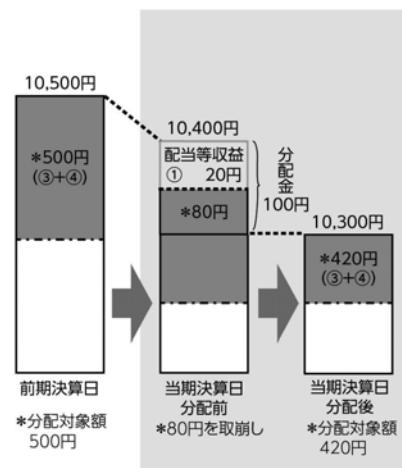 10,500円
*500円
(③+④)
前期決算日
*分配対象額
500円
10,400円
配当等収益
① 20円
*80円
分配金
100円
当期決算日
分配前
*80円を取崩し
10,300円
*420円
(③+④)
当期決算日
分配後
*分配対象額
420円